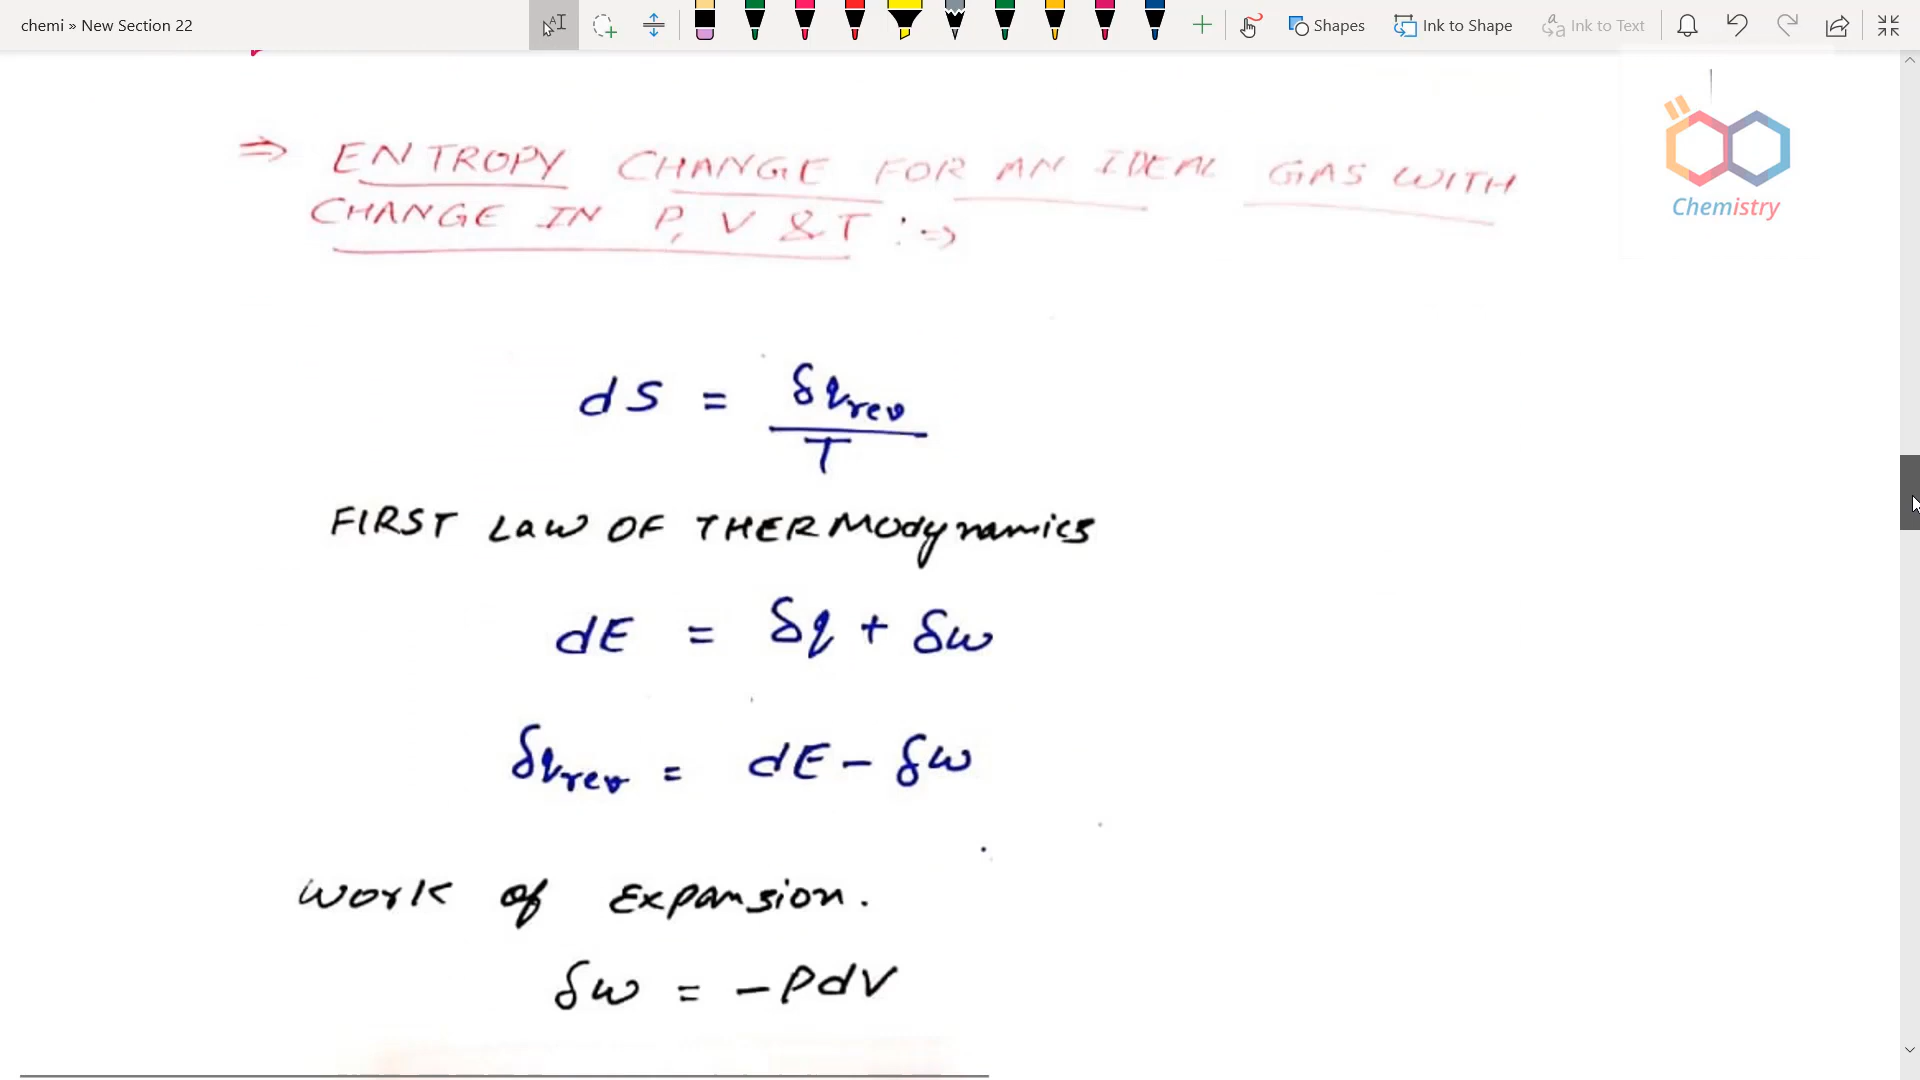 chemi » New Section 22
Shapes
Ink to Shape
Ink to Text
Chemistry
⇒ ENTROPY CHANGE FOR AN IDEAL GAS WITH
CHANGE IN P, V & T :⇒
dS = δqrev / T
FIRST Law OF THERMOdynamics
dE = δq + δw
δqrev = dE - δw
Work of Expansion.
δw = -PdV